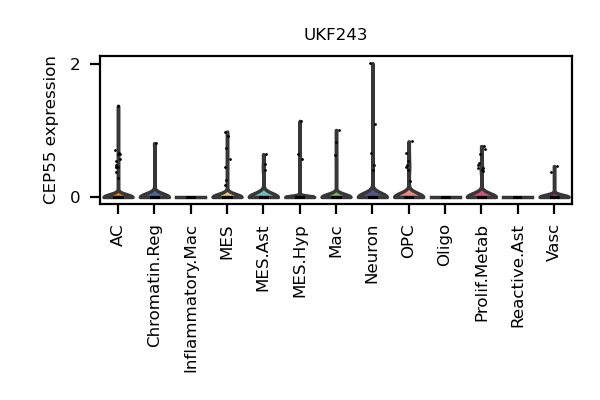 UKF243
CEP55 expression
2
0
AC
Chromatin.Reg
Inflammatory.Mac
MES
MES.Ast
MES.Hyp
Mac
Neuron
OPC
Oligo
Prolif.Metab
Reactive.Ast
Vasc